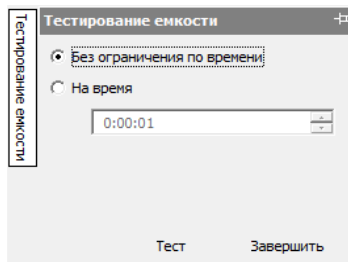 Тестирование емкости
Тестирование емкости
Без ограничения по времени
На время
0:00:01
Тест
Завершить